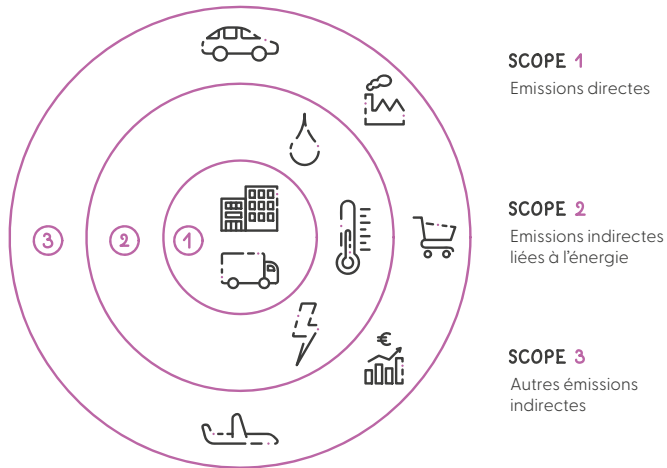 SCOPE 1
Emissions directes
SCOPE 2
Emissions indirectes
liées à l'énergie
SCOPE 3
Autres émissions
indirectes
3
2
1
€